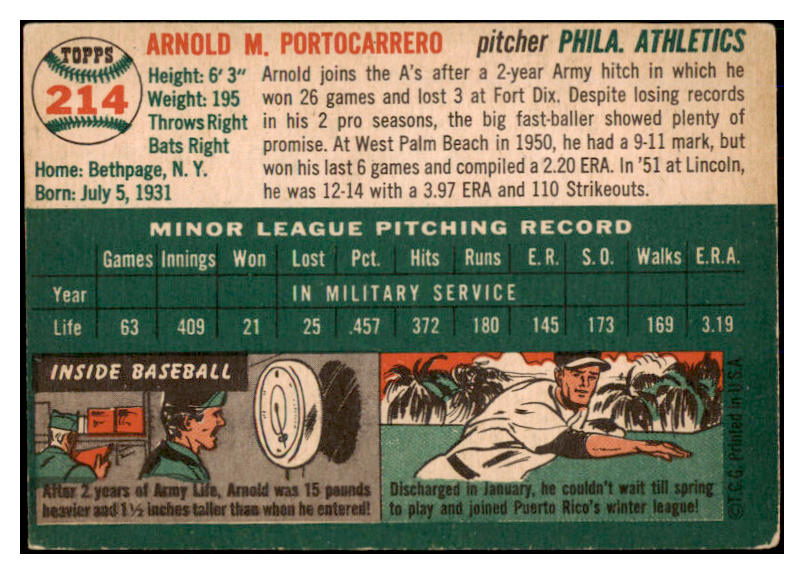 TOPPS
214
ARNOLD M. PORTOCARRERO pitcher PHILA. ATHLETICS
Height: 6' 3"
Weight: 195
Throws Right
Bats Right
Home: Bethpage, N. Y.
Born: July 5, 1931
Arnold joins the A's after a 2-year Army hitch in which he
won 26 games and lost 3 at Fort Dix. Despite losing records
in his 2 pro seasons, the big fast-baller showed plenty of
promise. At West Palm Beach in 1950, he had a 9-11 mark, but
won his last 6 games and compiled a 2.20 ERA. In '51 at Lincoln,
he was 12-14 with a 3.97 ERA and 110 Strikeouts.
MINOR LEAGUE PITCHING RECORD
Games Innings Won Lost Pct. Hits Runs E.R. S.O. Walks E.R.A.
Year IN MILITARY SERVICE
Life 63 409 21 25 .457 372 180 145 173 169 3.19
INSIDE BASEBALL
After 2 years of Army Life, Arnold was 15 pounds
heavier and 1½ inches taller than when he entered!
Discharged in January, he couldn't wait till spring
to play and joined Puerto Rico's winter league!
©T.C.G. Printed in U.S.A.